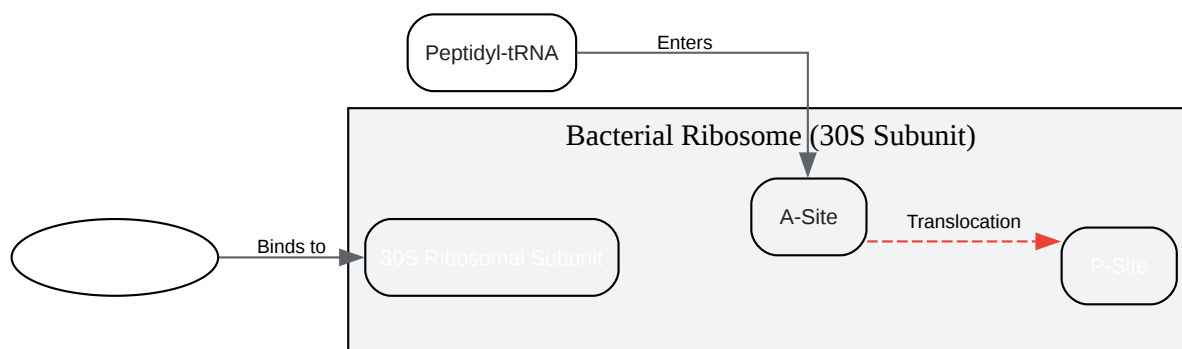 Peptidyl-tRNA
Enters
Bacterial Ribosome (30S Subunit)
A-Site
Translocation
Binds to
30S Ribosomal Subunit
P-Site